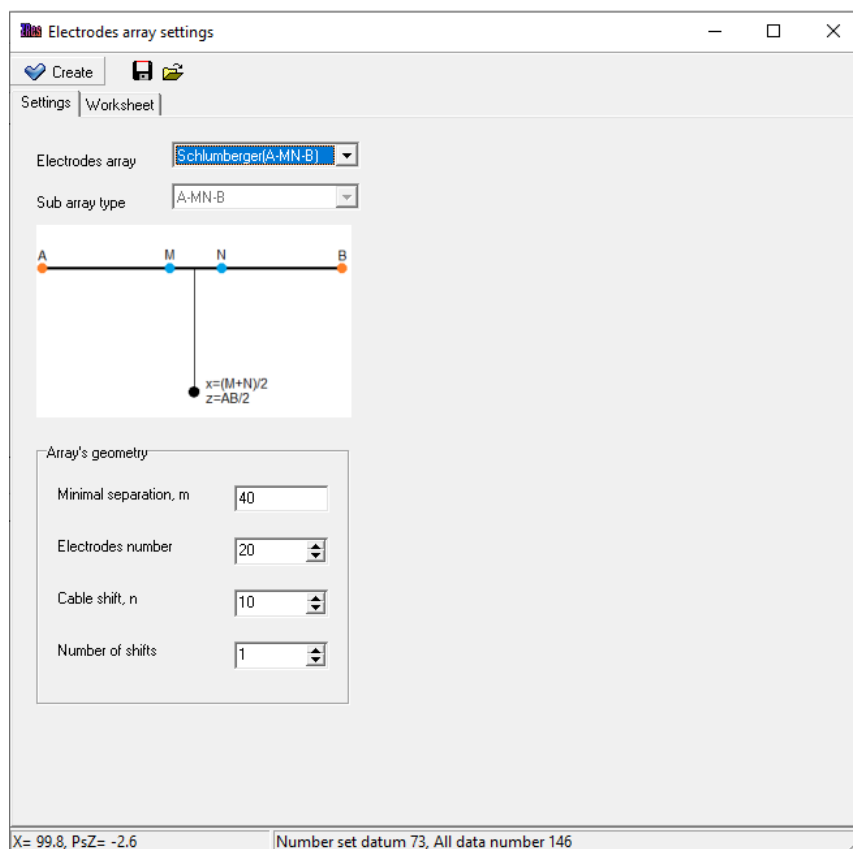 Electrodes array settings
Create
Settings Worksheet
Electrodes array Schlumberger(A-MN-B)
Sub array type A-MN-B
A M N B
x=(M+N)/2
z=AB/2
Array's geometry
Minimal separation, m 40
Electrodes number 20
Cable shift, n 10
Number of shifts 1
X= 99.8, PsZ= -2.6 Number set datum 73, All data number 146